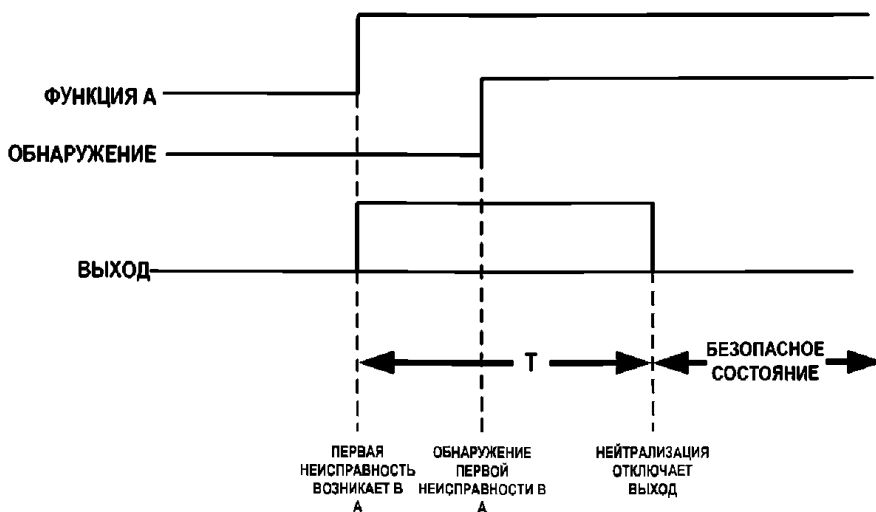 ФУНКЦИЯ А
ОБНАРУЖЕНИЕ
ВЫХОД
Т
БЕЗОПАСНОЕ
СОСТОЯНИЕ
ПЕРВАЯ
НЕИСПРАВНОСТЬ
ВОЗНИКАЕТ В
А
ОБНАРУЖЕНИЕ
ПЕРВОЙ
НЕИСПРАВНОСТИ В
А
НЕЙТРАЛИЗАЦИЯ
ОТКЛЮЧАЕТ
ВЫХОД